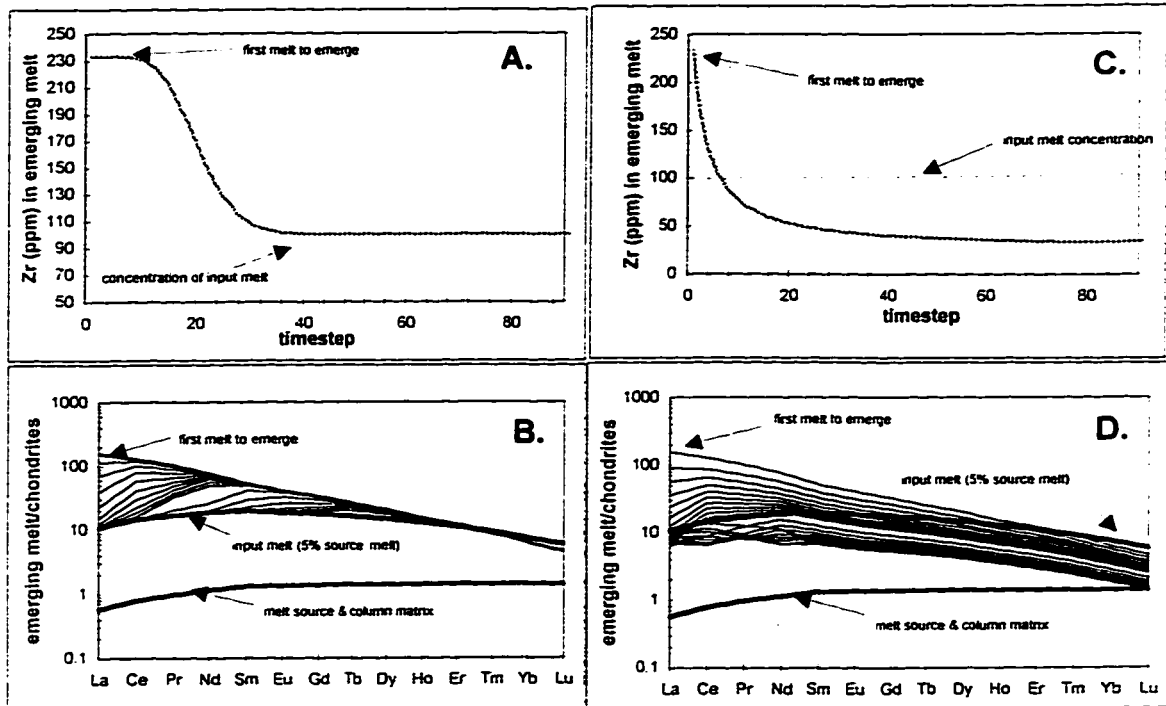 A.
Zr (ppm) in emerging melt
250
230
210
190
170
150
130
110
90
70
50
first melt to emerge
concentration of input melt
0
20
40
60
80
timestep
C.
Zr (ppm) in emerging melt
250
200
150
100
50
0
first melt to emerge
input melt concentration
0
20
40
60
80
timestep
B.
emerging melt/chondrites
1000
100
10
1
0.1
first melt to emerge
input melt (5% source melt)
melt source & column matrix
La Ce Pr Nd Sm Eu Gd Tb Dy Ho Er Tm Yb Lu
D.
emerging melt/chondrites
1000
100
10
1
0.1
first melt to emerge
input melt (5% source melt)
melt source & column matrix
La Ce Pr Nd Sm Eu Gd Tb Dy Ho Er Tm Yb Lu